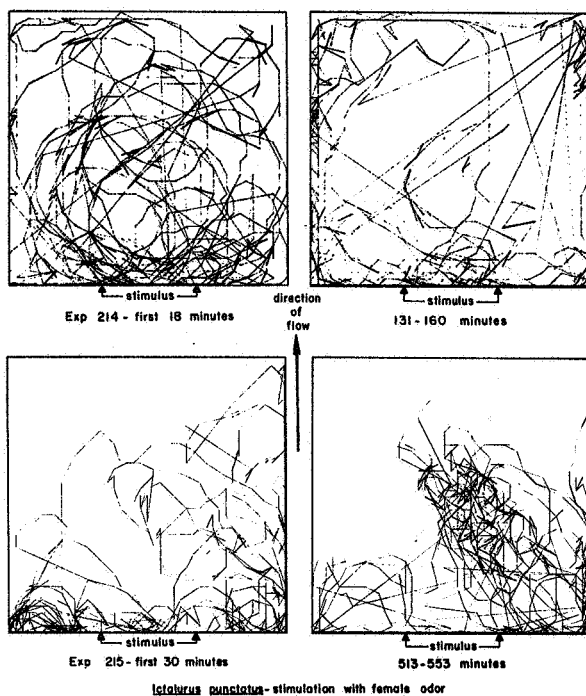 stimulus
Exp 214 - first 18 minutes
direction
of
flow
stimulus
131-160 minutes
stimulus
Exp 215 - first 30 minutes
stimulus
513-553 minutes
Ictalurus punctatus - stimulation with female odor